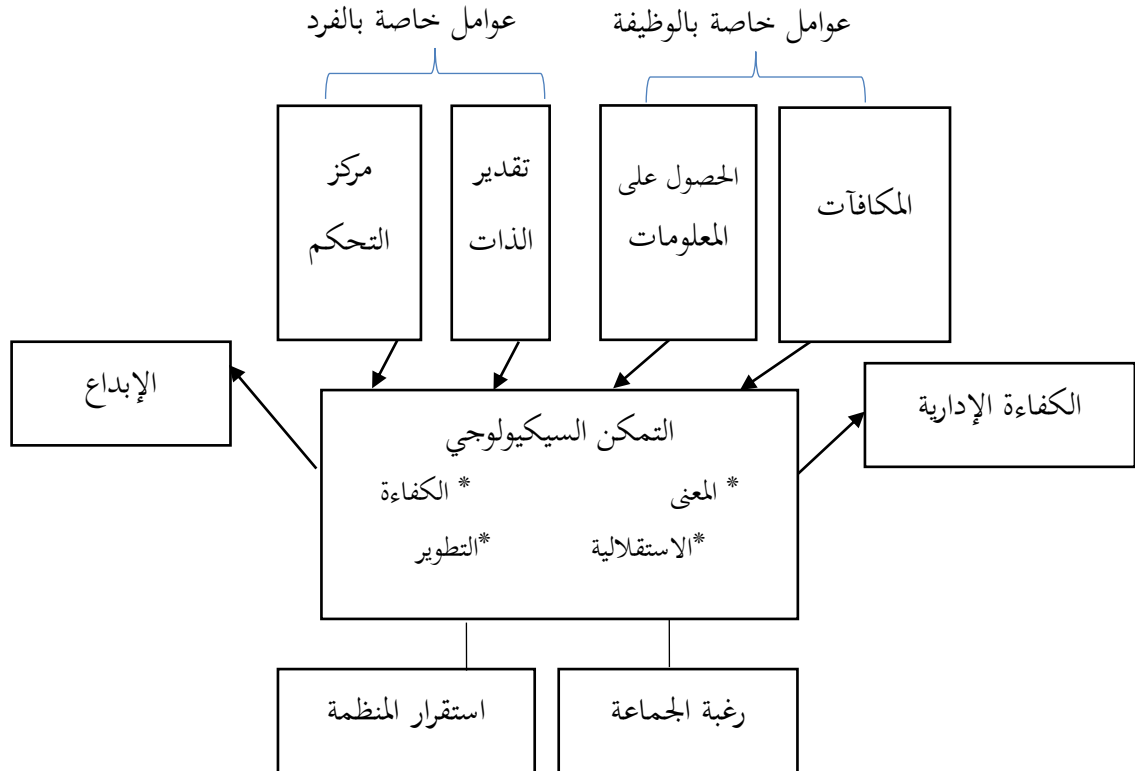 عوامل خاصة بالوظيفة
عوامل خاصة بالفرد
المكافآت
الحصول على
المعلومات
تقدير
الذات
مركز
التحكم
الكفاءة الإدارية
الإبداع
التمكن السيكيولوجي
* المعنى
* الكفاءة
*الاستقلالية
*التطوير
رغبة الجماعة
استقرار المنظمة